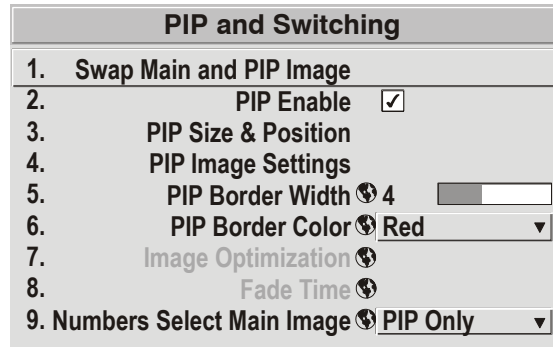 PIP and Switching
1. Swap Main and PIP Image
2. PIP Enable
3. PIP Size & Position
4. PIP Image Settings
5. PIP Border Width 4
6. PIP Border Color Red
7. Image Optimization
8. Fade Time
9. Numbers Select Main Image PIP Only